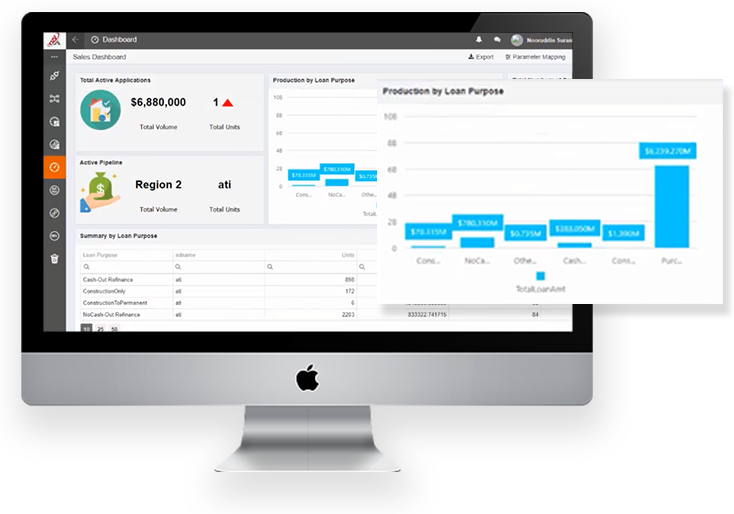 Dashboard
Nooruddin Suran
Sales Dashboard
Export
Parameter Mapping
Total Active Applications
$6,880,000
1
Total Volume
Total Units
Active Pipeline
Region 2
ati
Total Volume
Total Units
Production by Loan Purpose
10B
8B
6B
4B
2B
0
$78.335M
$780,310M
$0.735M
Cons...
NoCa...
Othe...
Summary by Loan Purpose
Loan Purpose
Units
Cash-Out Refinance
ati
898
ConstructionOnly
ati
172
ConstructionToPermanent
ati
6
NoCash-Out Refinance
ati
2203
833322.741715
84
10
25
50
Production by Loan Purpose
10B
8B
6B
4B
2B
0
$78.335M
$780,310M
$0.735M
$383.050M
$1,390M
Cons...
NoCa...
Othe...
Cash...
Cons...
Purc...
TotalLoanAmt